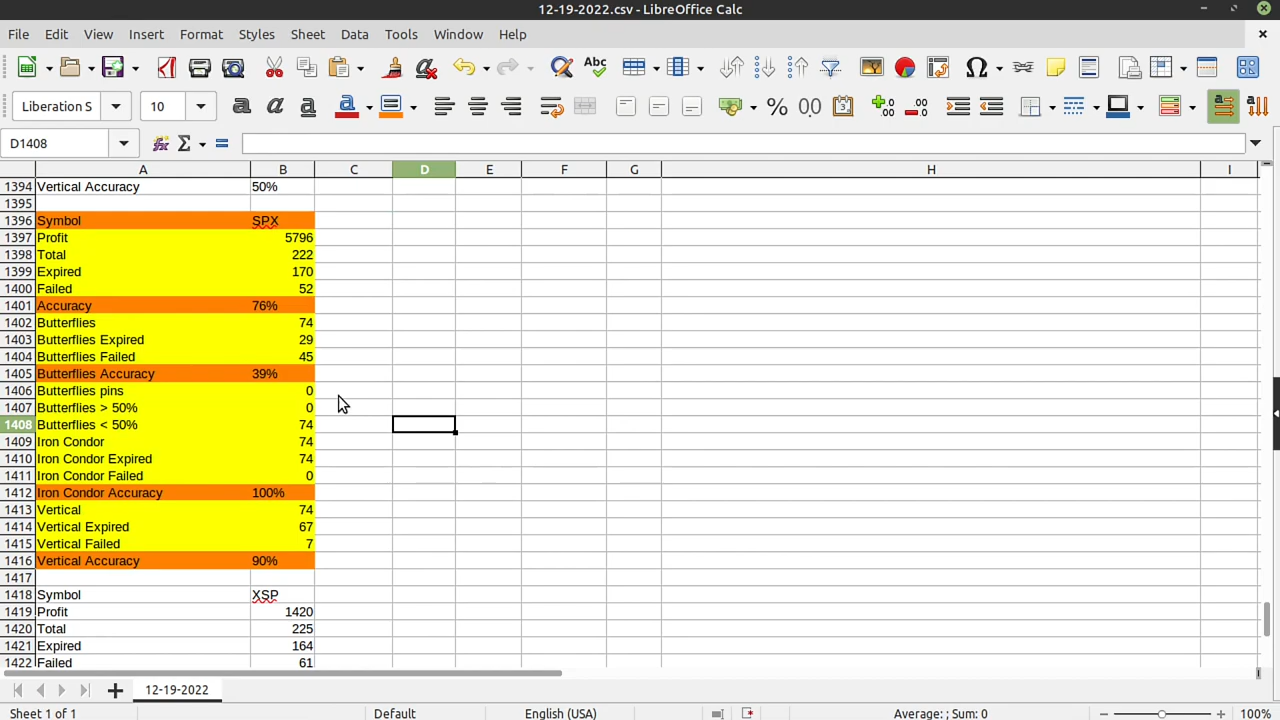 12-19-2022.csv - LibreOffice Calc
File Edit View Insert Format Styles Sheet Data Tools Window Help
Abc
Liberation S 10
D1408
A B C D E F G H I
1394 Vertical Accuracy 50%
1395
1396 Symbol SPX
1397 Profit 5796
1398 Total 222
1399 Expired 170
1400 Failed 52
1401 Accuracy 76%
1402 Butterflies 74
1403 Butterflies Expired 29
1404 Butterflies Failed 45
1405 Butterflies Accuracy 39%
1406 Butterflies pins 0
1407 Butterflies > 50% 0
1408 Butterflies < 50% 74
1409 Iron Condor 74
1410 Iron Condor Expired 74
1411 Iron Condor Failed 0
1412 Iron Condor Accuracy 100%
1413 Vertical 74
1414 Vertical Expired 67
1415 Vertical Failed 7
1416 Vertical Accuracy 90%
1417
1418 Symbol XSP
1419 Profit 1420
1420 Total 225
1421 Expired 164
1422 Failed 61
12-19-2022
Sheet 1 of 1 Default English (USA) Average: ; Sum: 0 100%